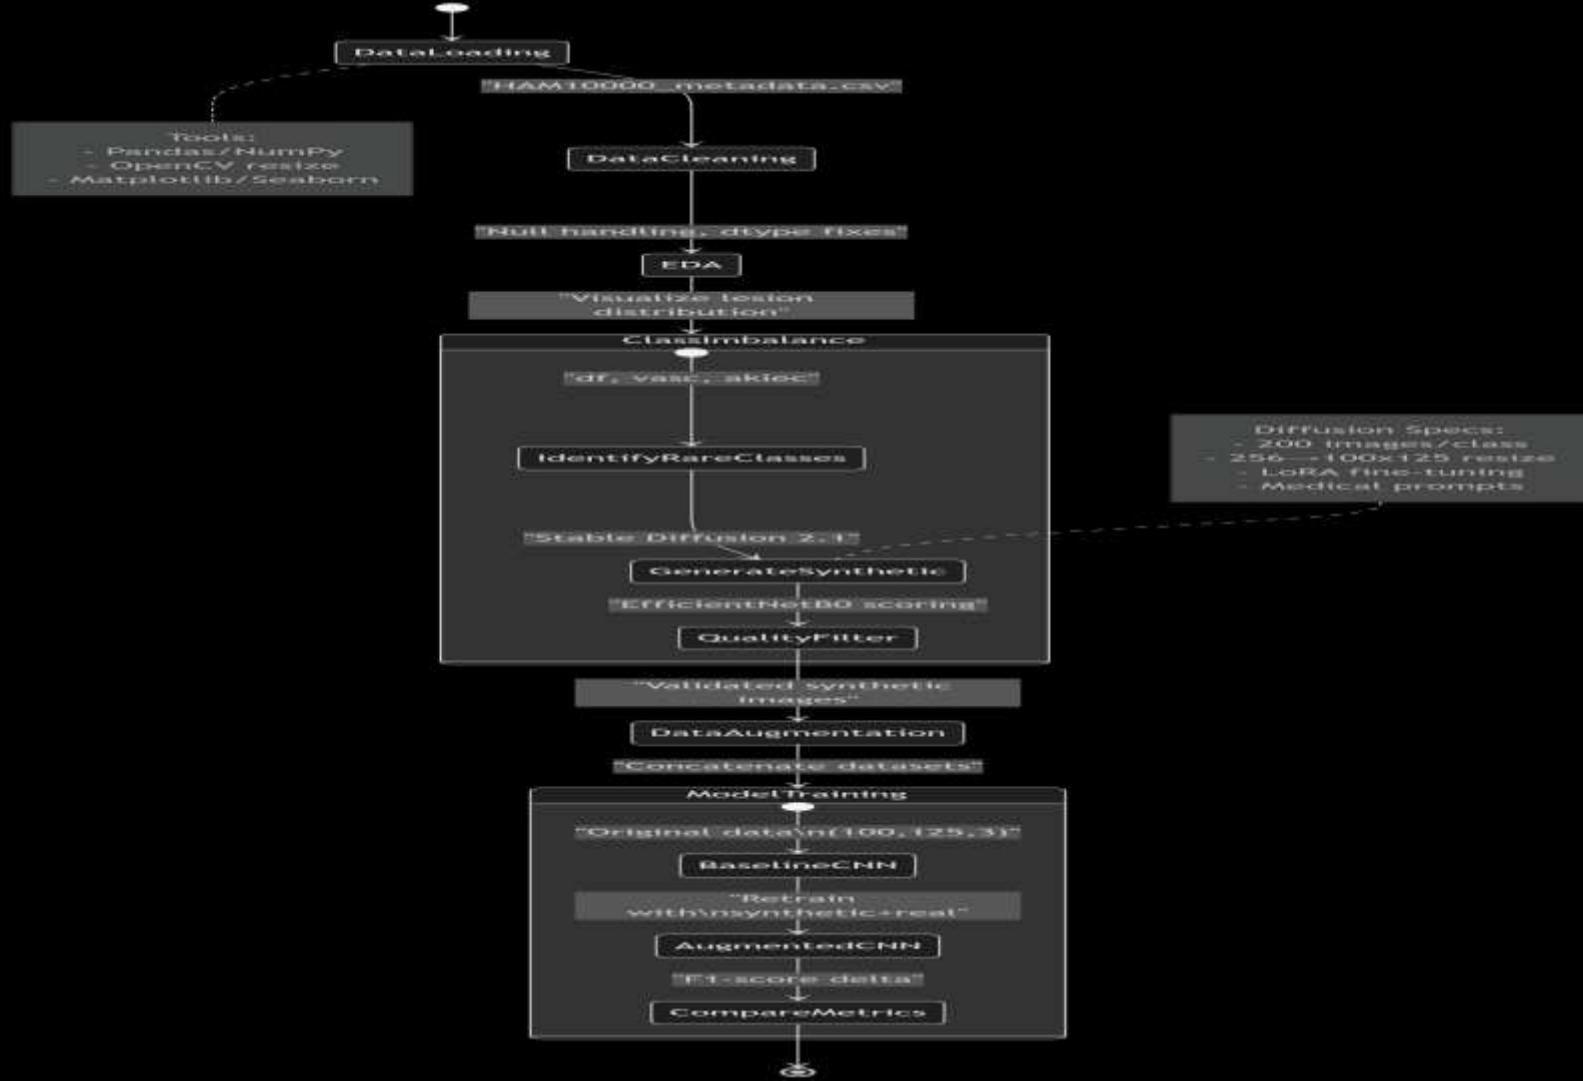 DataLoading
"HAM10000_metadata.csv"
Tools:
- Pandas/NumPy
- OpenCV resize
- Matplotlib/Seaborn
DataCleaning
"Null handling, dtype fixes"
EDA
"Visualize lesion
distribution"
ClassImbalance
"df, vasc, akiec"
IdentifyRareClasses
Diffusion Specs:
- 200 images/class
- 256→100x125 resize
- LoRA fine-tuning
- Medical prompts
"Stable Diffusion 2.1"
GenerateSynthetic
"EfficientNetB0 scoring"
QualityFilter
"Validated synthetic
images"
DataAugmentation
"Concatenate datasets"
ModelTraining
"Original data\n(100,125,3)"
BaselineCNN
"Retrain
with\nsynthetic+real"
AugmentedCNN
"F1-score delta"
CompareMetrics